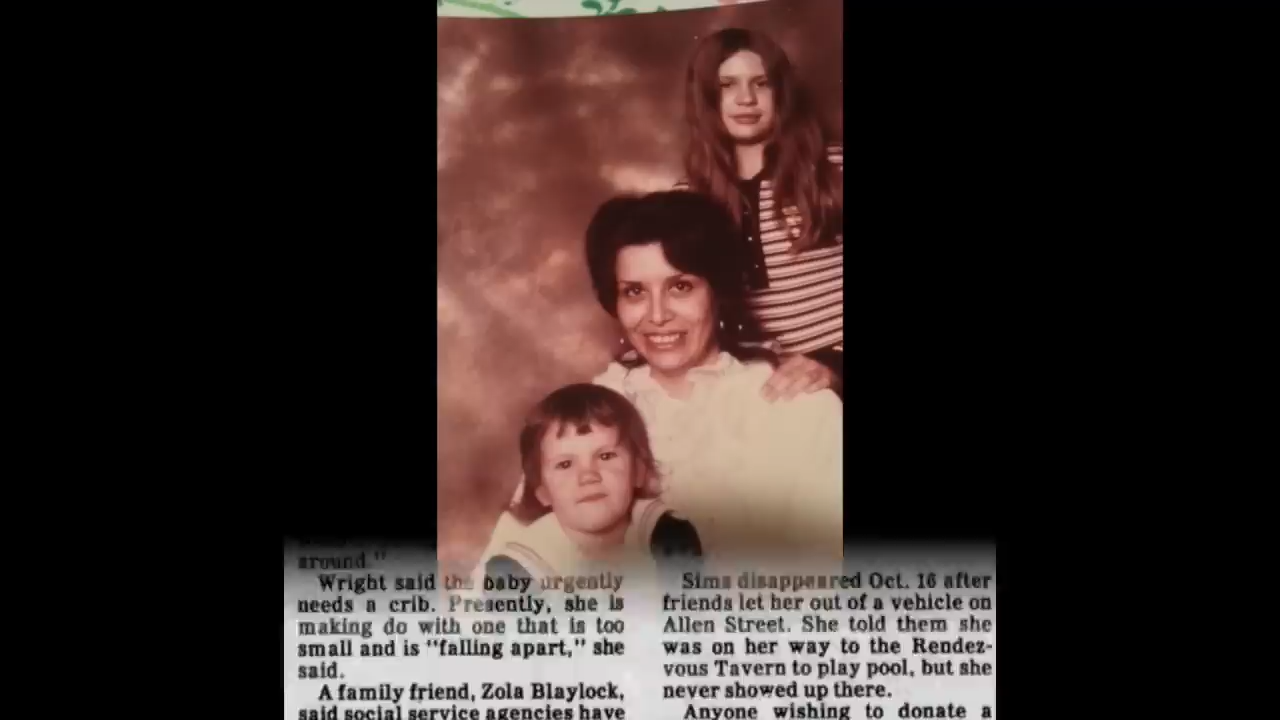 around."
Wright said the baby urgently
needs a crib. Presently, she is
making do with one that is too
small and is "falling apart," she
said.
A family friend, Zola Blaylock,
said social service agencies have
Sims disappeared Oct. 16 after
friends let her out of a vehicle on
Allen Street. She told them she
was on her way to the Rendez-
vous Tavern to play pool, but she
never showed up there.
Anyone wishing to donate a